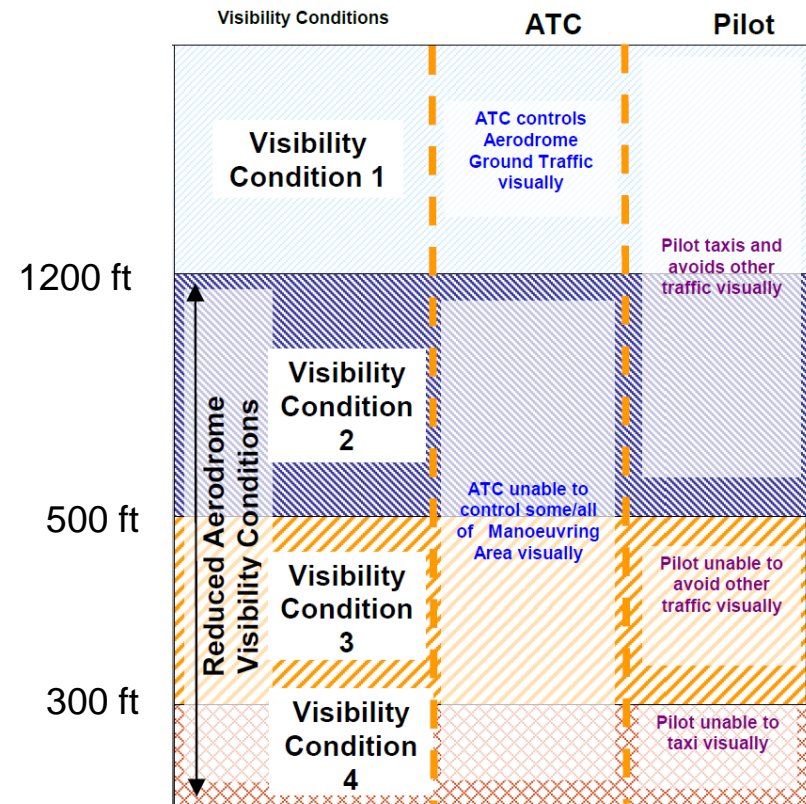 Visibility Conditions
ATC
Pilot
Visibility
Condition 1
ATC controls
Aerodrome
Ground Traffic
visually
1200 ft
Pilot taxis and
avoids other
traffic visually
Reduced Aerodrome
Visibility Conditions
Visibility
Condition
2
500 ft
ATC unable to
control some/all
of Manoeuvring
Area visually
Visibility
Condition
3
Pilot unable to
avoid other
traffic visually
300 ft
Visibility
Condition
4
Pilot unable to
taxi visually